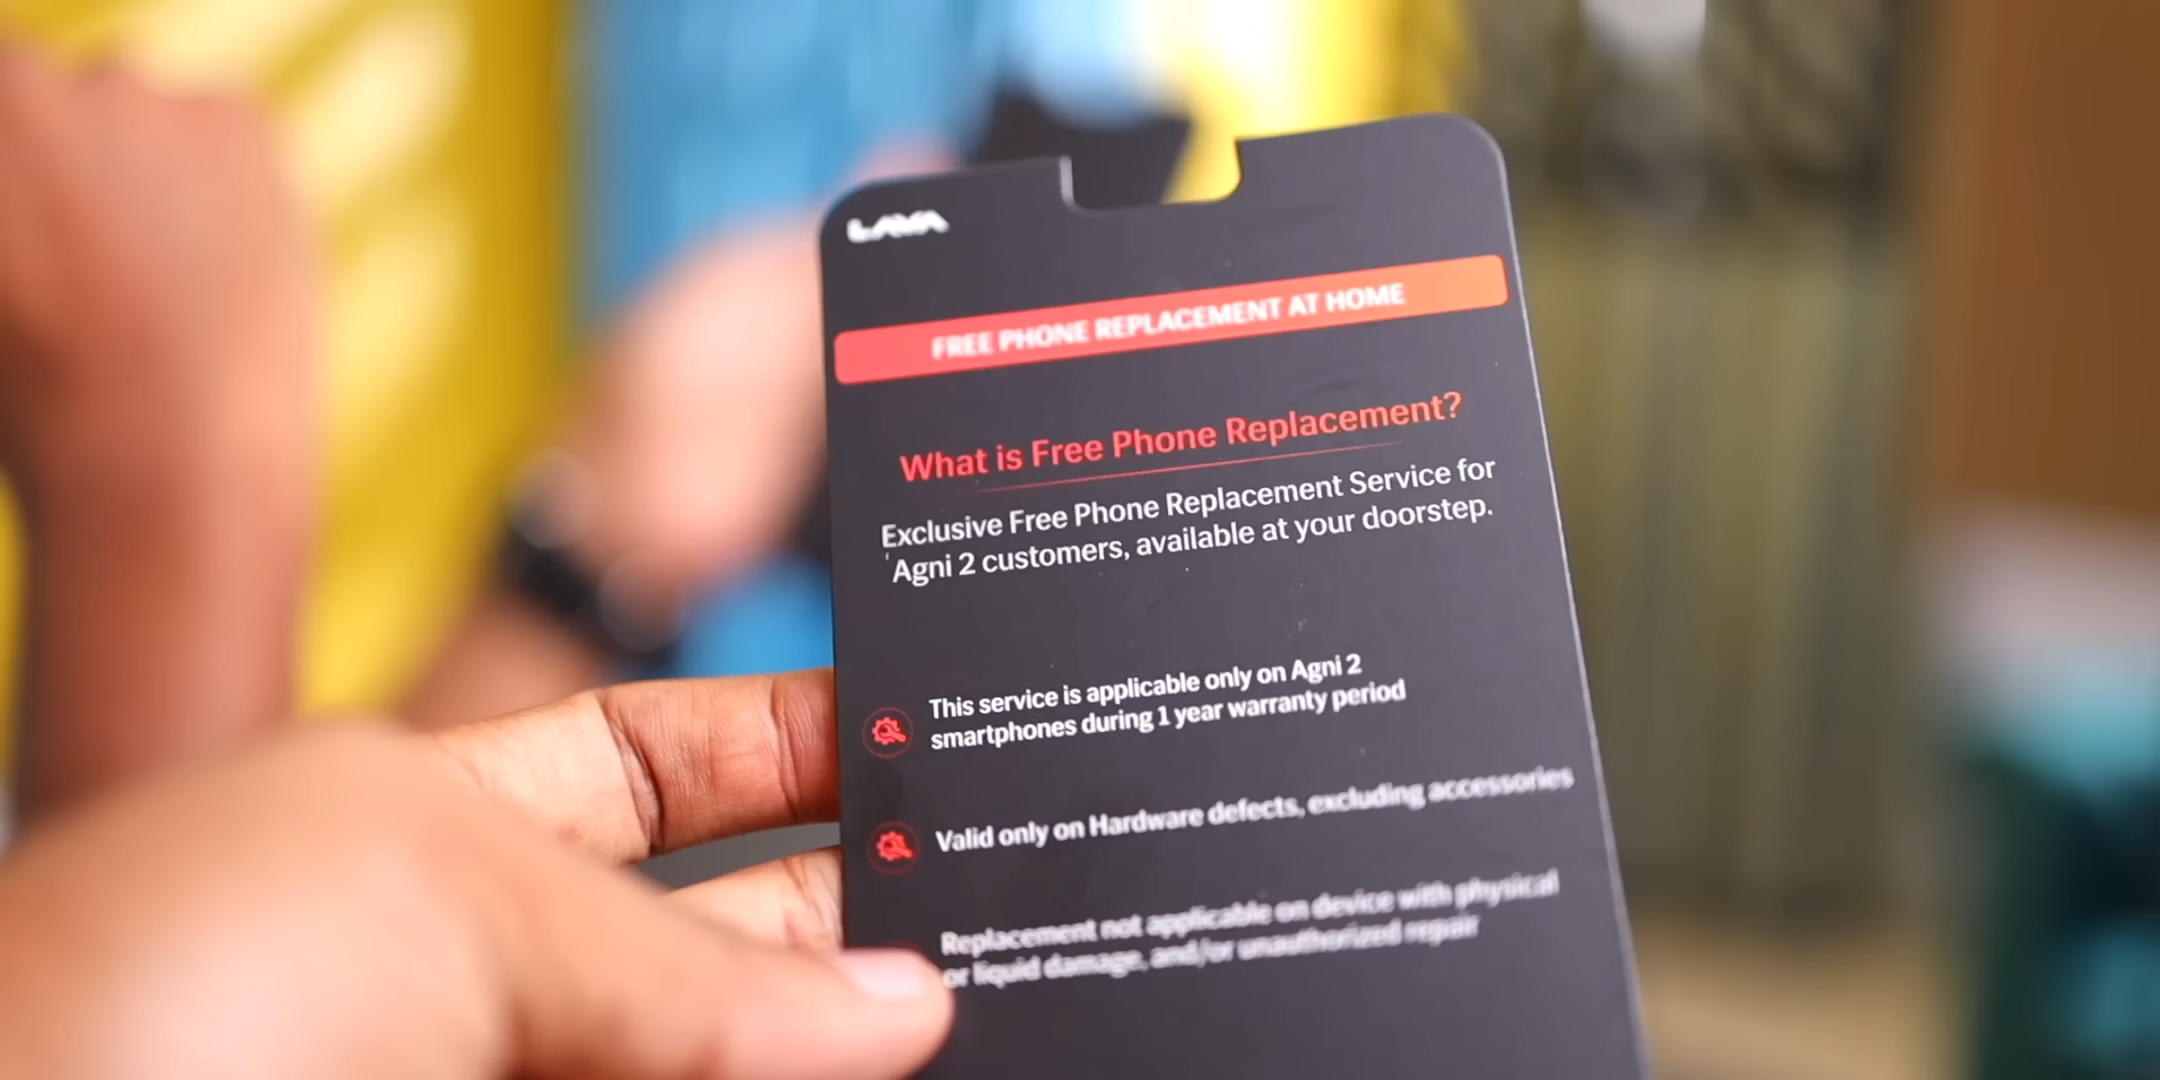 LAVA
FREE PHONE REPLACEMENT AT HOME
What is Free Phone Replacement?
Exclusive Free Phone Replacement Service for
Agni 2 customers, available at your doorstep.
This service is applicable only on Agni 2
smartphones during 1 year warranty period
Valid only on Hardware defects, excluding accessories
Replacement not applicable on device with physical
or liquid damage, and/or unauthorized repair